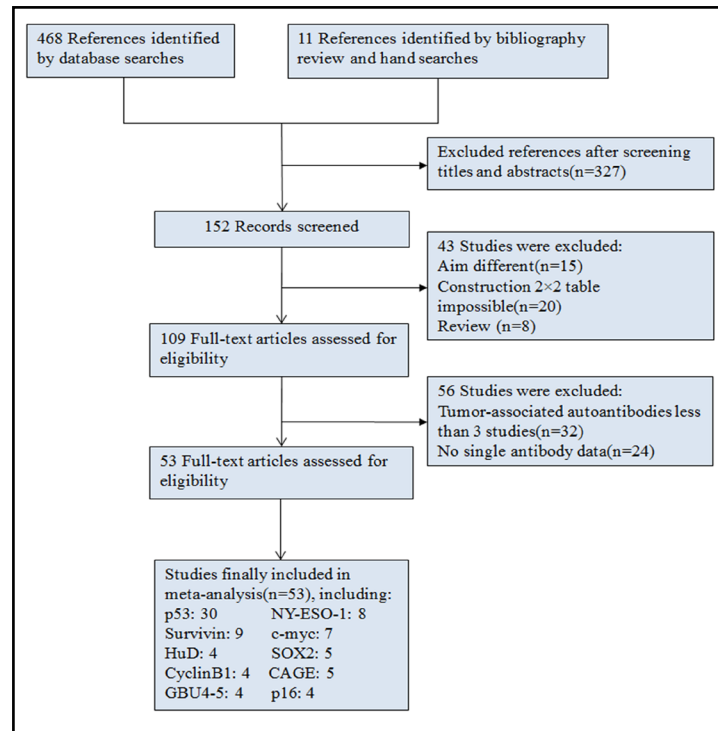 468 References identified
by database searches
11 References identified by bibliography
review and hand searches
Excluded references after screening
titles and abstracts(n=327)
152 Records screened
43 Studies were excluded:
Aim different(n=15)
Construction 2×2 table
impossible(n=20)
Review (n=8)
109 Full-text articles assessed for
eligibility
56 Studies were excluded:
Tumor-associated autoantibodies less
than 3 studies(n=32)
No single antibody data(n=24)
53 Full-text articles assessed for
eligibility
Studies finally included in
meta-analysis(n=53), including:
p53: 30 NY-ESO-1: 8
Survivin: 9 c-myc: 7
HuD: 4 SOX2: 5
CyclinB1: 4 CAGE: 5
GBU4-5: 4 p16: 4